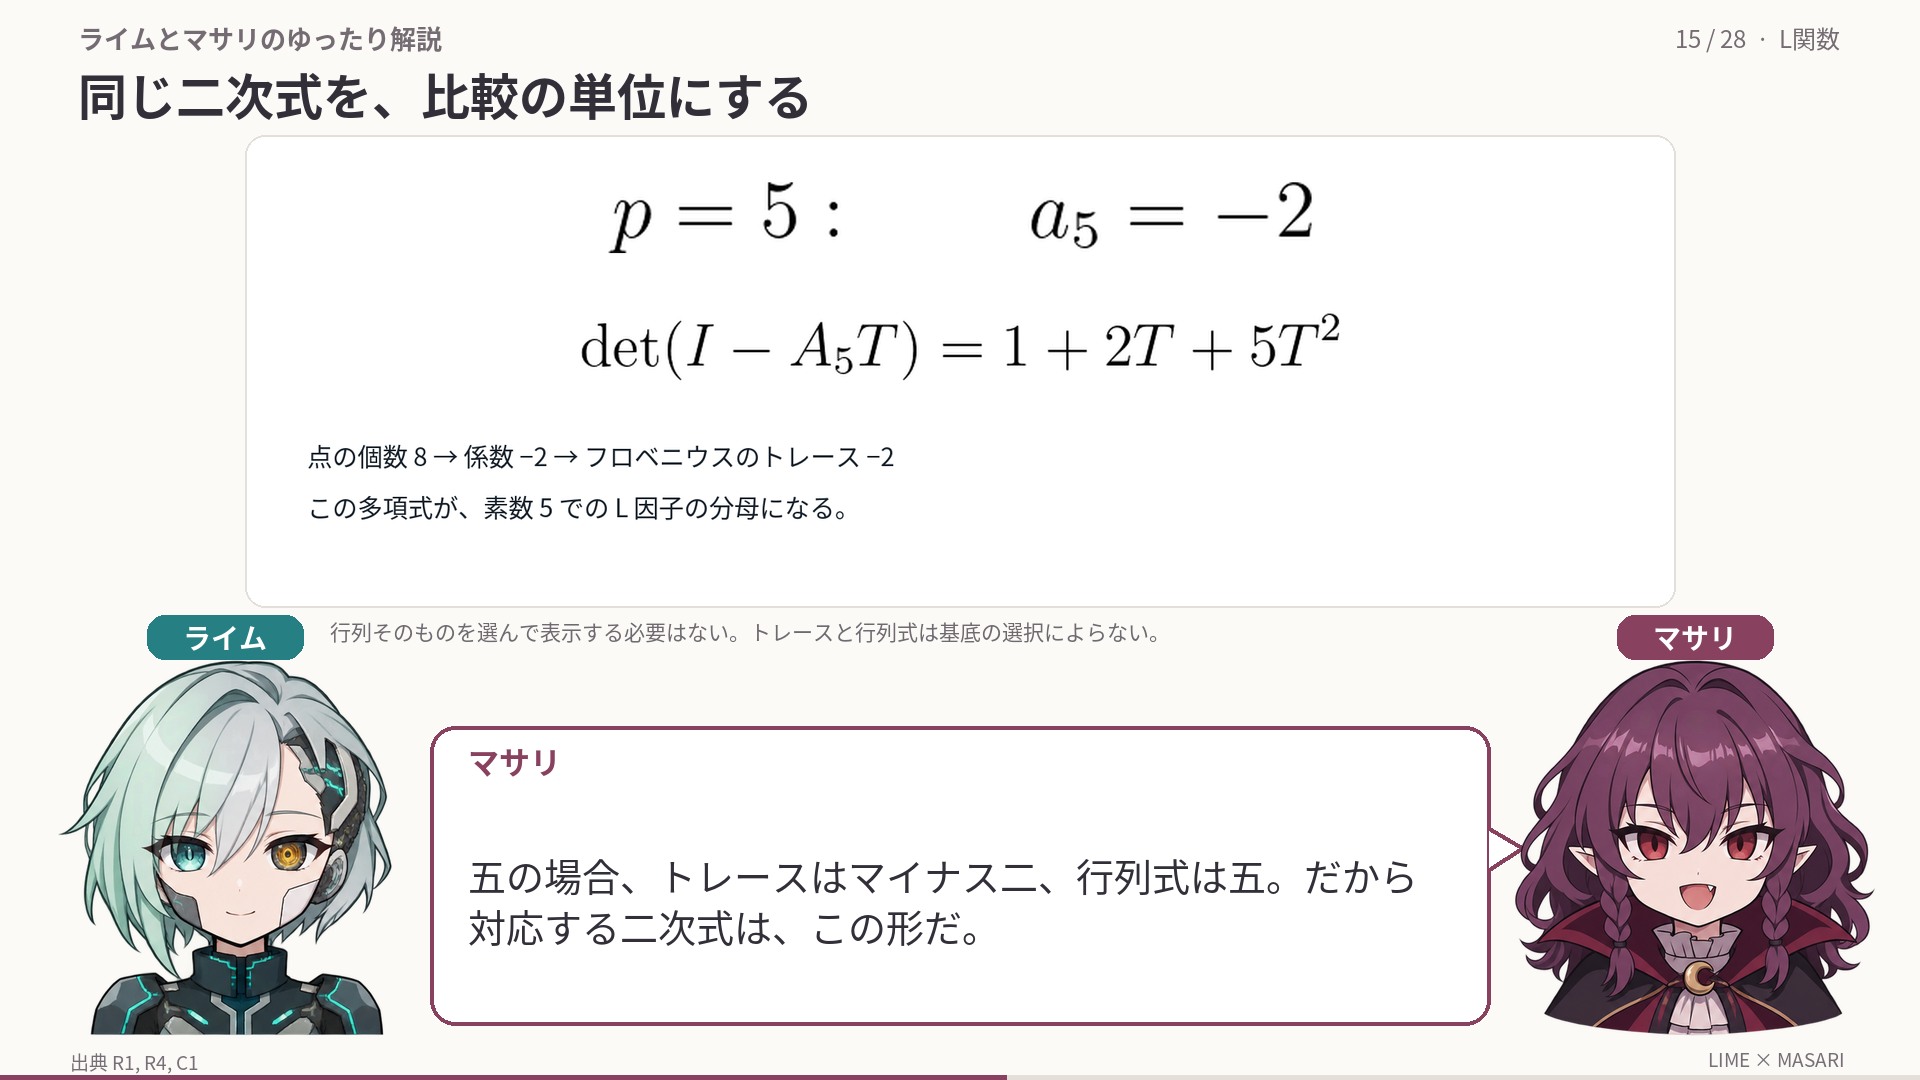 ライムとマサリのゆったり解説
15 / 28 · L関数
同じ二次式を、比較の単位にする
p = 5 : a₅ = −2
det(I − A₅T) = 1 + 2T + 5T²
点の個数 8 → 係数 −2 → フロベニウスのトレース −2
この多項式が、素数 5 での L 因子の分母になる。
ライム
行列そのものを選んで表示する必要はない。トレースと行列式は基底の選択によらない。
マサリ
マサリ
五の場合、トレースはマイナス二、行列式は五。だから
対応する二次式は、この形だ。
出典 R1, R4, C1
LIME × MASARI